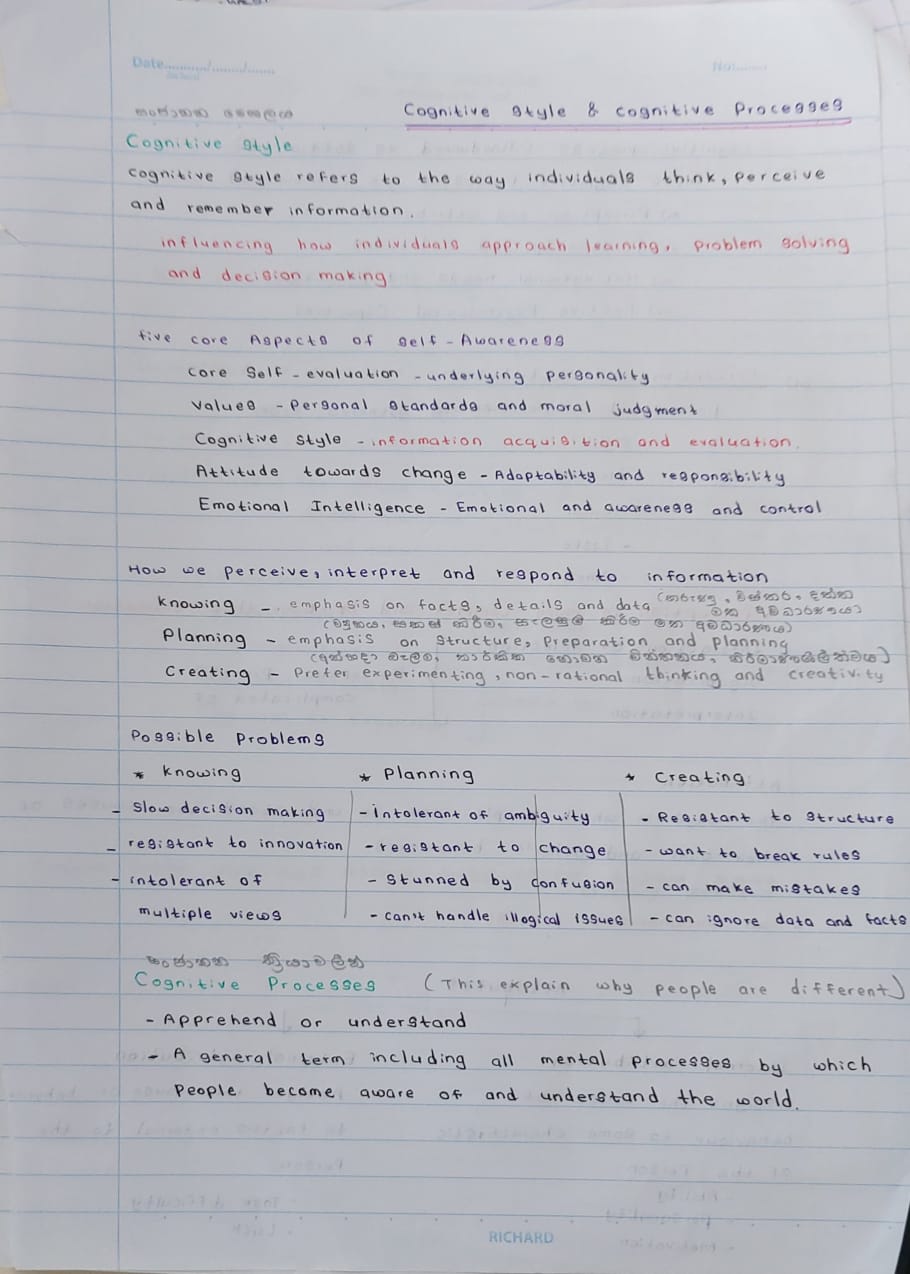 Date............/........./.........
No:.........
Cognitive style & cognitive Processes
Cognitive style
cognitive style refers to the way individuals think, perceive
and remember information.
influencing how individuals approach learning, problem solving
and decision making
five core Aspects of self-Awareness
core Self-evaluation - underlying personality
Values - Personal standards and moral judgment
Cognitive style - information acquisition and evaluation.
Attitude towards change - Adaptability and responsibility
Emotional Intelligence - Emotional and awareness and control
How we perceive, interpret and respond to information
Knowing - emphasis on facts, details and data
Planning - emphasis on structure, preparation and planning
Creating - Prefer experimenting, non-rational thinking and creativity
Possible Problems
* Knowing * Planning * Creating
- Slow decision making - Intolerant of ambiguity - Resistant to structure
- resistant to innovation - resistant to change - want to break rules
- intolerant of - Stunned by confusion - can make mistakes
multiple views - can't handle illogical issues - can ignore data and facts
සංජානන ක්‍රියාවලීන්
Cognitive Processes (This explain why people are different)
- Apprehend or understand
- A general term including all mental processes by which
People become aware of and understand the world.
RICHARD